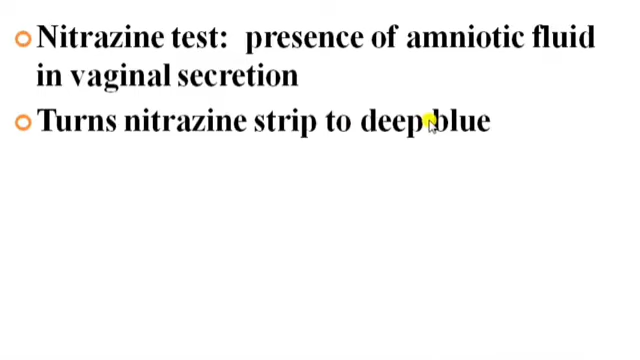 Nitrazine test: presence of amniotic fluid
in vaginal secretion
Turns nitrazine strip to deep blue